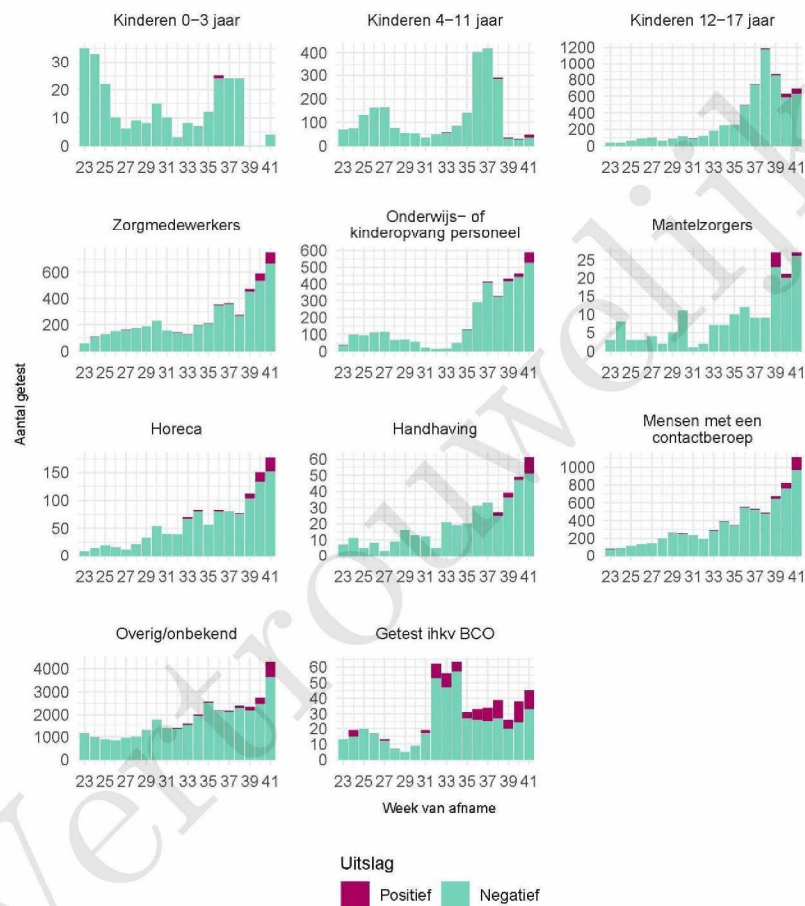 Kinderen 0−3 jaar
Kinderen 4−11 jaar
Kinderen 12−17 jaar
30
20
10
0
23 25 27 29 31 33 35 37 39 41
400
300
200
100
0
23 25 27 29 31 33 35 37 39 41
1200
1000
800
600
400
200
0
23 25 27 29 31 33 35 37 39 41
Zorgmedewerkers
Onderwijs− of
kinderopvang personeel
Mantelzorgers
600
400
200
0
23 25 27 29 31 33 35 37 39 41
600
500
400
300
200
100
0
23 25 27 29 31 33 35 37 39 41
25
20
15
10
5
0
23 25 27 29 31 33 35 37 39 41
Aantal getest
Horeca
Handhaving
Mensen met een
contactberoep
150
100
50
0
23 25 27 29 31 33 35 37 39 41
60
50
40
30
20
10
0
23 25 27 29 31 33 35 37 39 41
1000
800
600
400
200
0
23 25 27 29 31 33 35 37 39 41
Overig/onbekend
Getest ihkv BCO
4000
3000
2000
1000
0
23 25 27 29 31 33 35 37 39 41
60
50
40
30
20
10
0
23 25 27 29 31 33 35 37 39 41
Week van afname
Uitslag
Positief
Negatief
Vertrouwelijk